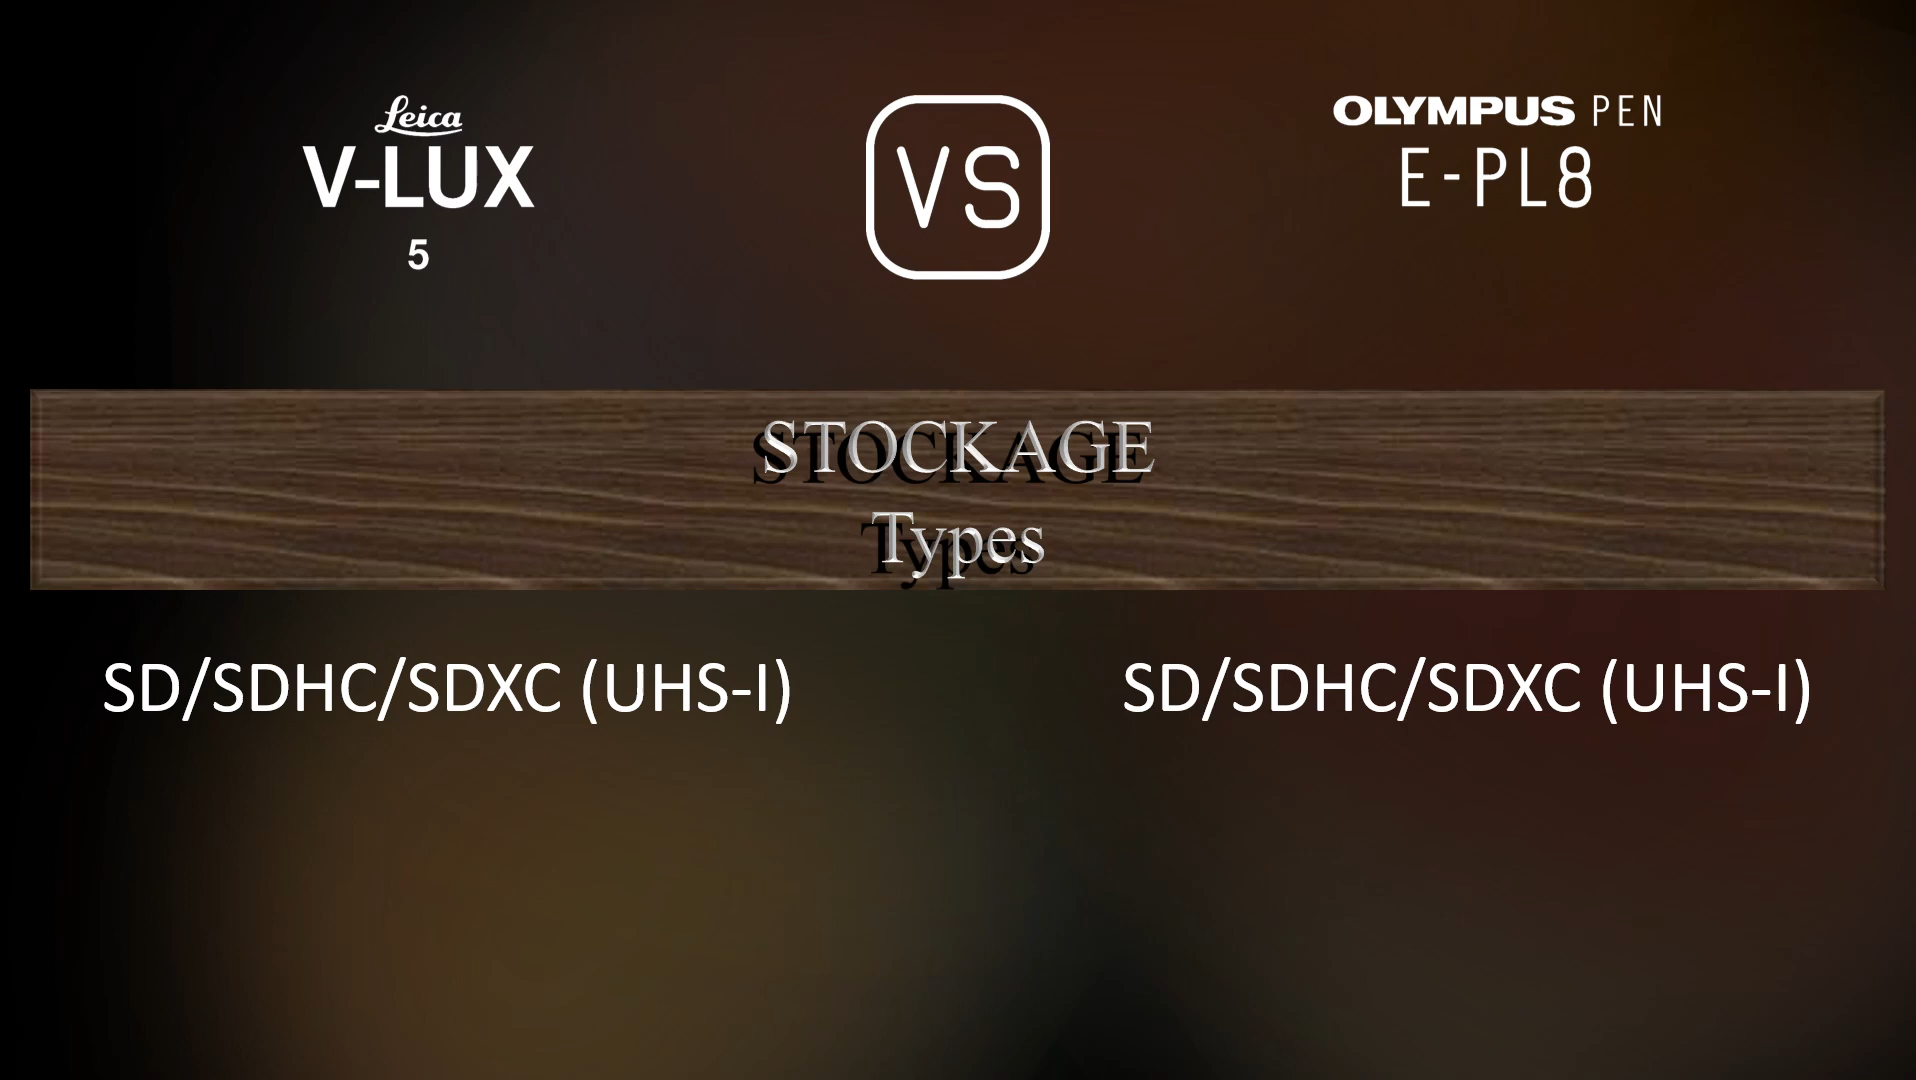 Leica
V-LUX
5
VS
OLYMPUS PEN
E-PL8
STOCKAGE
Types
SD/SDHC/SDXC (UHS-I)
SD/SDHC/SDXC (UHS-I)